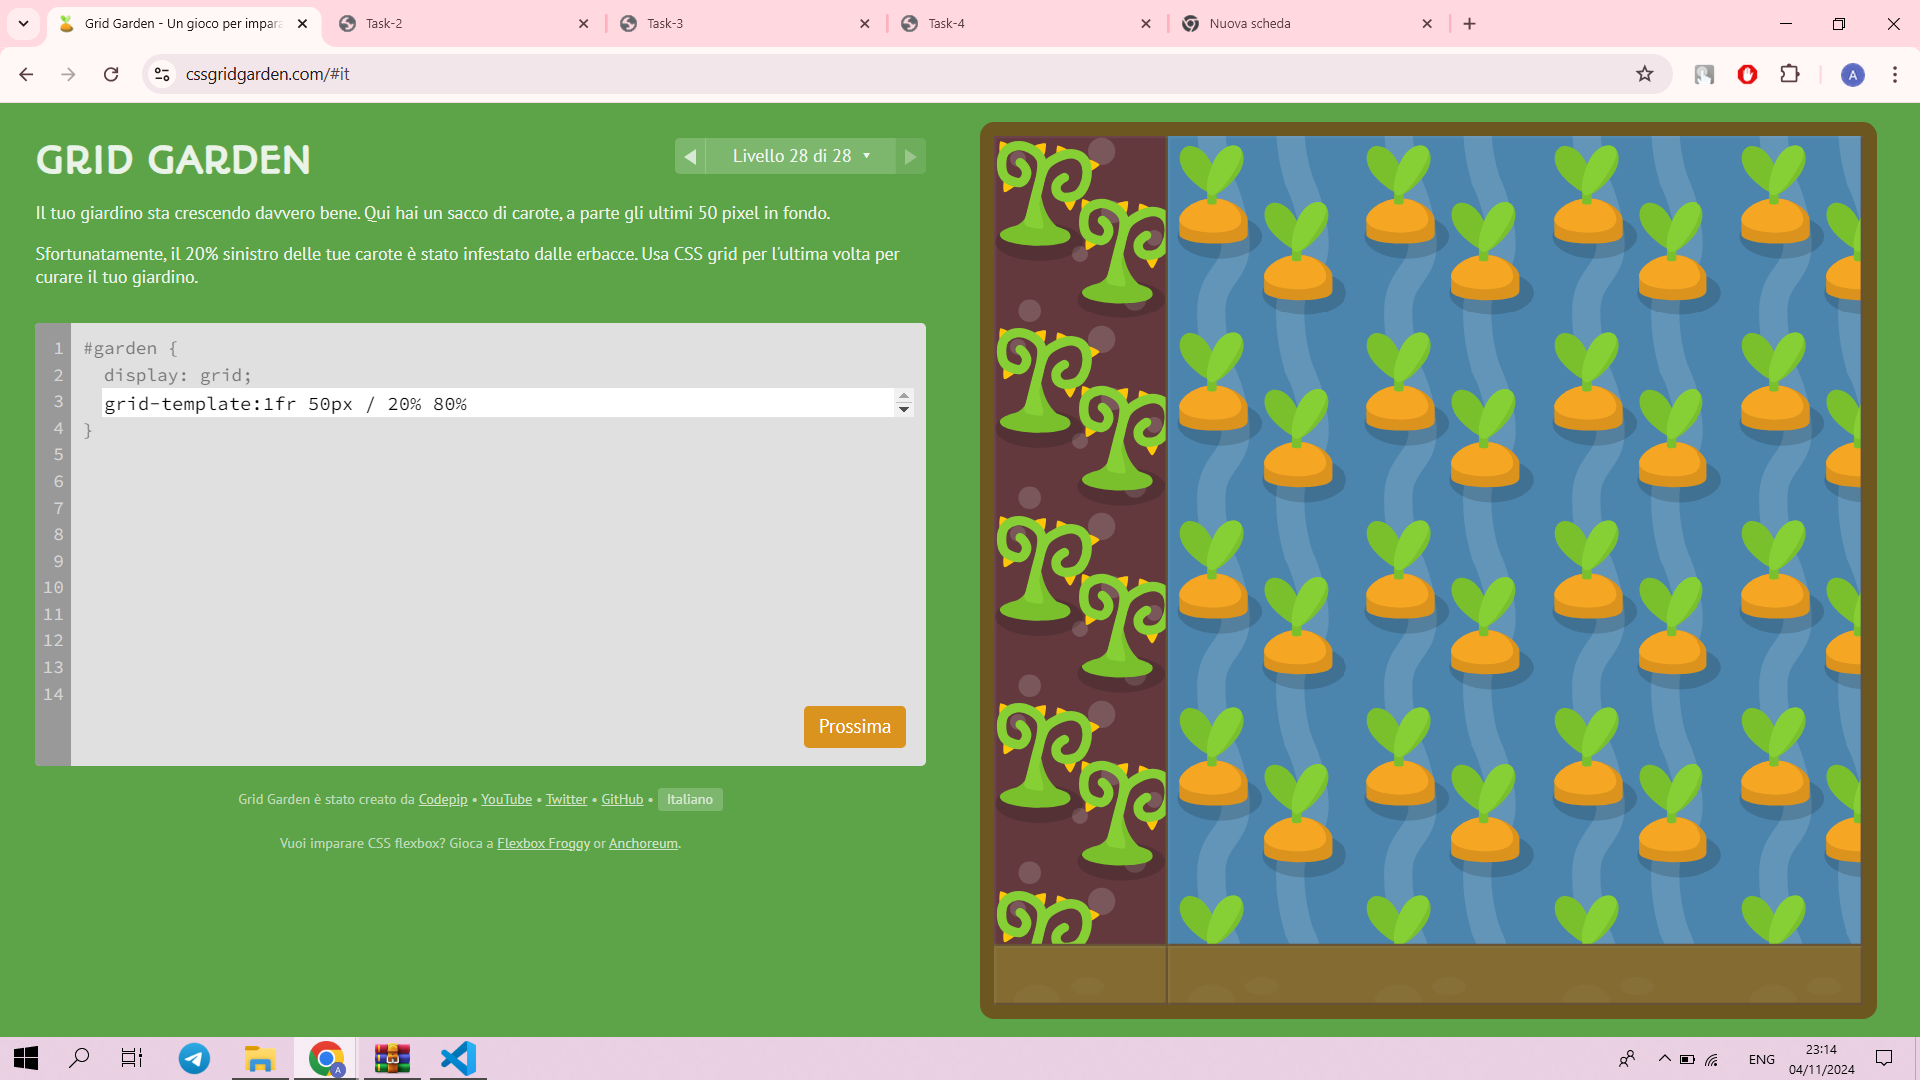 Grid Garden - Un gioco per impara
Task-2
Task-3
Task-4
Nuova scheda
cssgridgarden.com/#it
A
GRID GARDEN
Livello 28 di 28
Il tuo giardino sta crescendo davvero bene. Qui hai un sacco di carote, a parte gli ultimi 50 pixel in fondo.
Sfortunatamente, il 20% sinistro delle tue carote è stato infestato dalle erbacce. Usa CSS grid per l'ultima volta per
curare il tuo giardino.
1 #garden {
2 display: grid;
3 grid-template:1fr 50px / 20% 80%
4 }
5
6
7
8
9
10
11
12
13
14
Prossima
Grid Garden è stato creato da Codepip • YouTube • Twitter • GitHub • Italiano
Vuoi imparare CSS flexbox? Gioca a Flexbox Froggy or Anchoreum.
A
ENG
23:14
04/11/2024